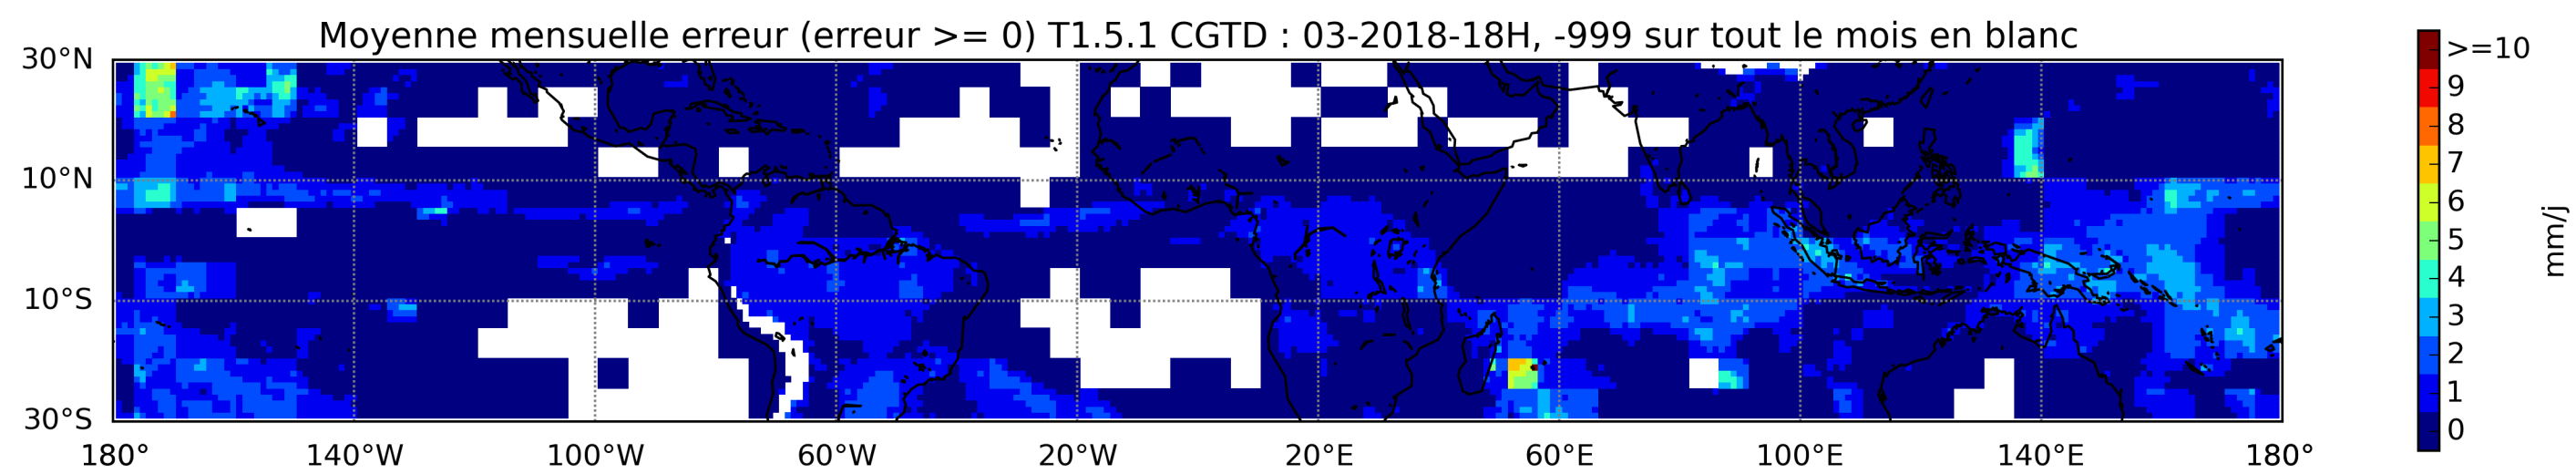 Moyenne mensuelle erreur (erreur >= 0) T1.5.1 CGTD : 03-2018-18H, -999 sur tout le mois en blanc
30°N
10°N
10°S
30°S
180° 140°W 100°W 60°W 20°W 20°E 60°E 100°E 140°E 180°
>=10
9
8
7
6
5
4
3
2
1
0
mm/j